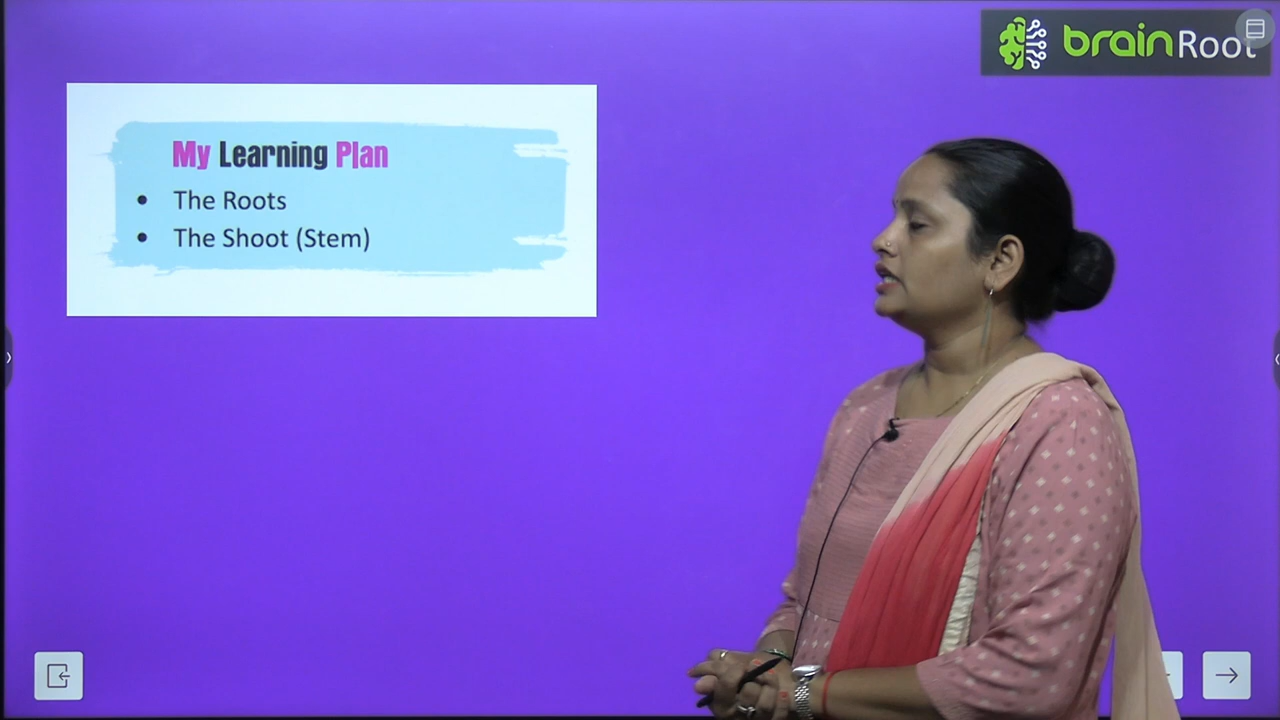 brainRoot
My Learning Plan
• The Roots
• The Shoot (Stem)